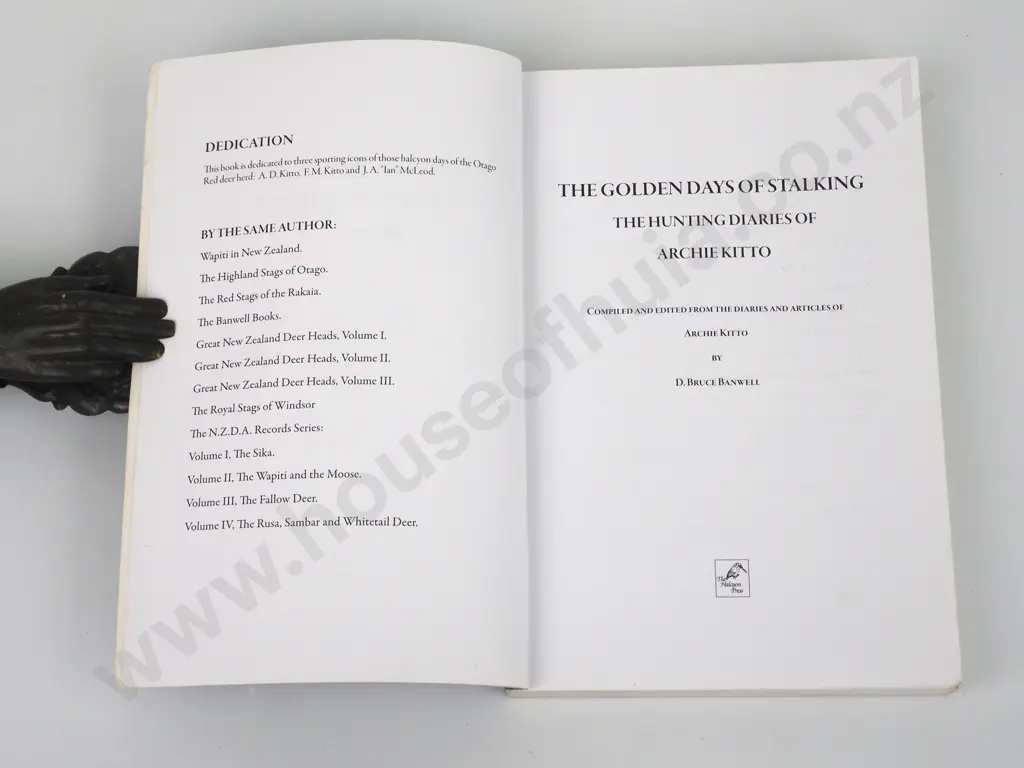 DEDICATION
This book is dedicated to three sporting icons of those halcyon days of the Otago
Red deer herd: A. D. Kitto. F. M. Kitto and J. A. "Ian" McLeod.
BY THE SAME AUTHOR:
Wapiti in New Zealand.
The Highland Stags of Otago.
The Red Stags of the Rakaia.
The Banwell Books.
Great New Zealand Deer Heads, Volume I.
Great New Zealand Deer Heads, Volume II.
Great New Zealand Deer Heads, Volume III.
The Royal Stags of Windsor
The N.Z.D.A. Records Series:
Volume I, The Sika.
Volume II, The Wapiti and the Moose.
Volume III, The Fallow Deer.
Volume IV, The Rusa, Sambar and Whitetail Deer.
THE GOLDEN DAYS OF STALKING
THE HUNTING DIARIES OF
ARCHIE KITTO
COMPILED AND EDITED FROM THE DIARIES AND ARTICLES OF
ARCHIE KITTO
BY
D. BRUCE BANWELL
The
Halcyon
Press
www.houseofhuia.co.nz